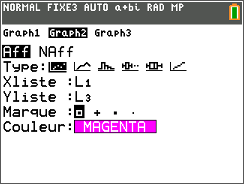 NORMAL FIXE3 AUTO a+bi RAD MP
Graph1 Graph2 Graph3
Aff NAff
Type:
Xliste :L1
Yliste :L3
Marque :
Couleur: MAGENTA